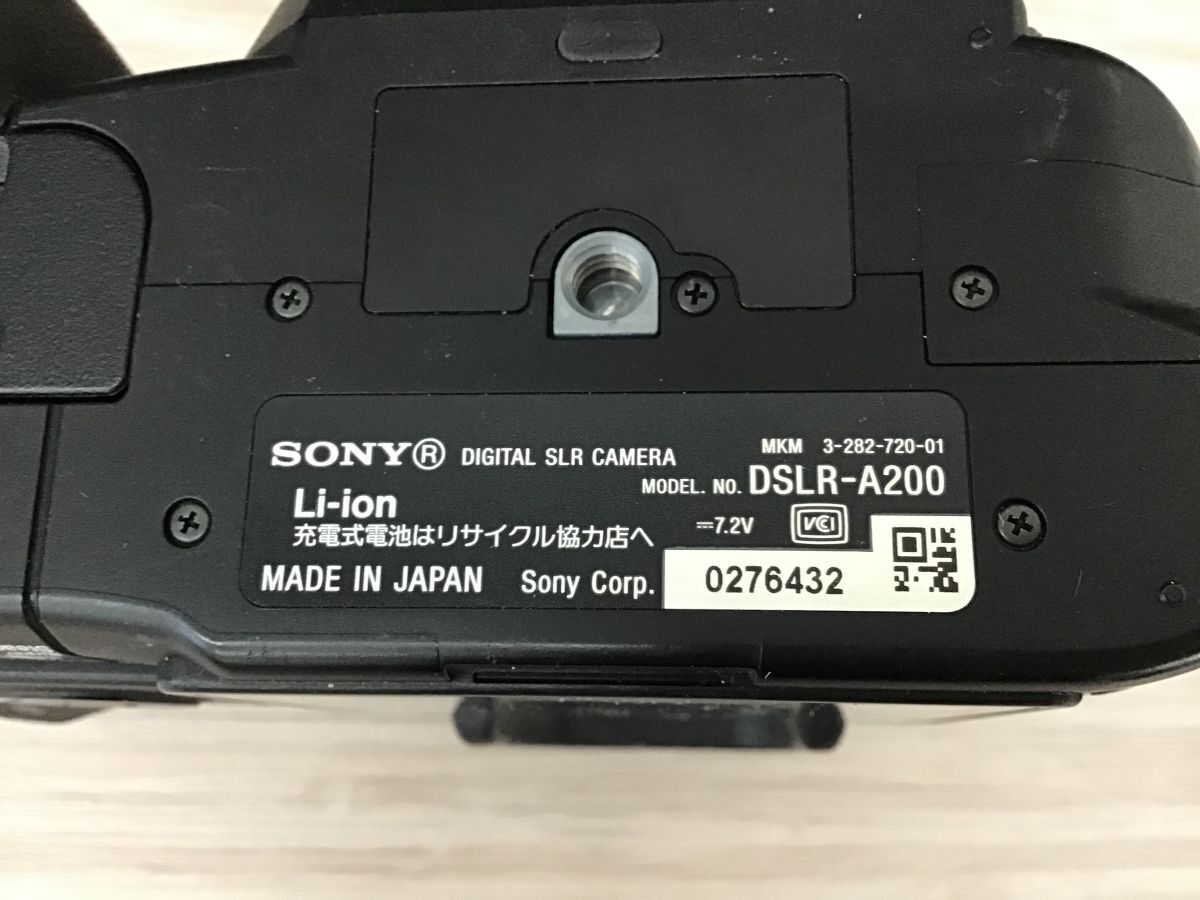 SONY® DIGITAL SLR CAMERA MKM 3-282-720-01
MODEL. NO. DSLR-A200
Li-ion
充電式電池はリサイクル協力店へ ⎓7.2V VCCI
MADE IN JAPAN Sony Corp. 0276432